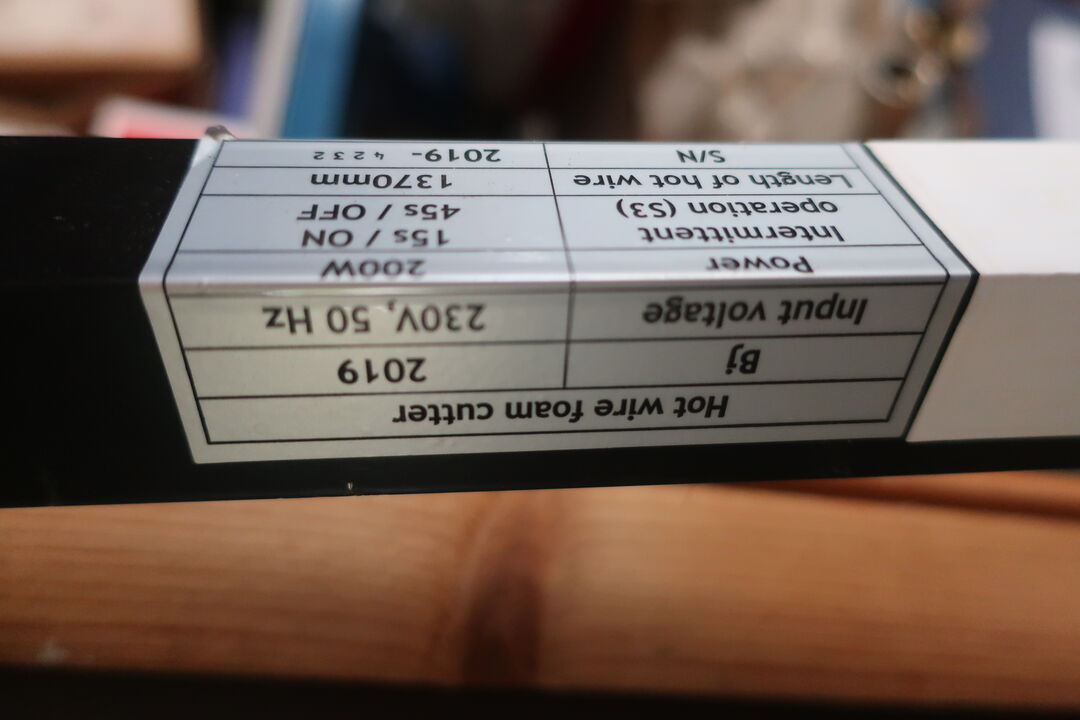 Hot wire foam cutter
Bj 2019
Input voltage 230V, 50 Hz
Power 200W
Intermittent 15s / ON
operation (S3) 45s / OFF
Length of hot wire 1370mm
S/N 2019- 4232